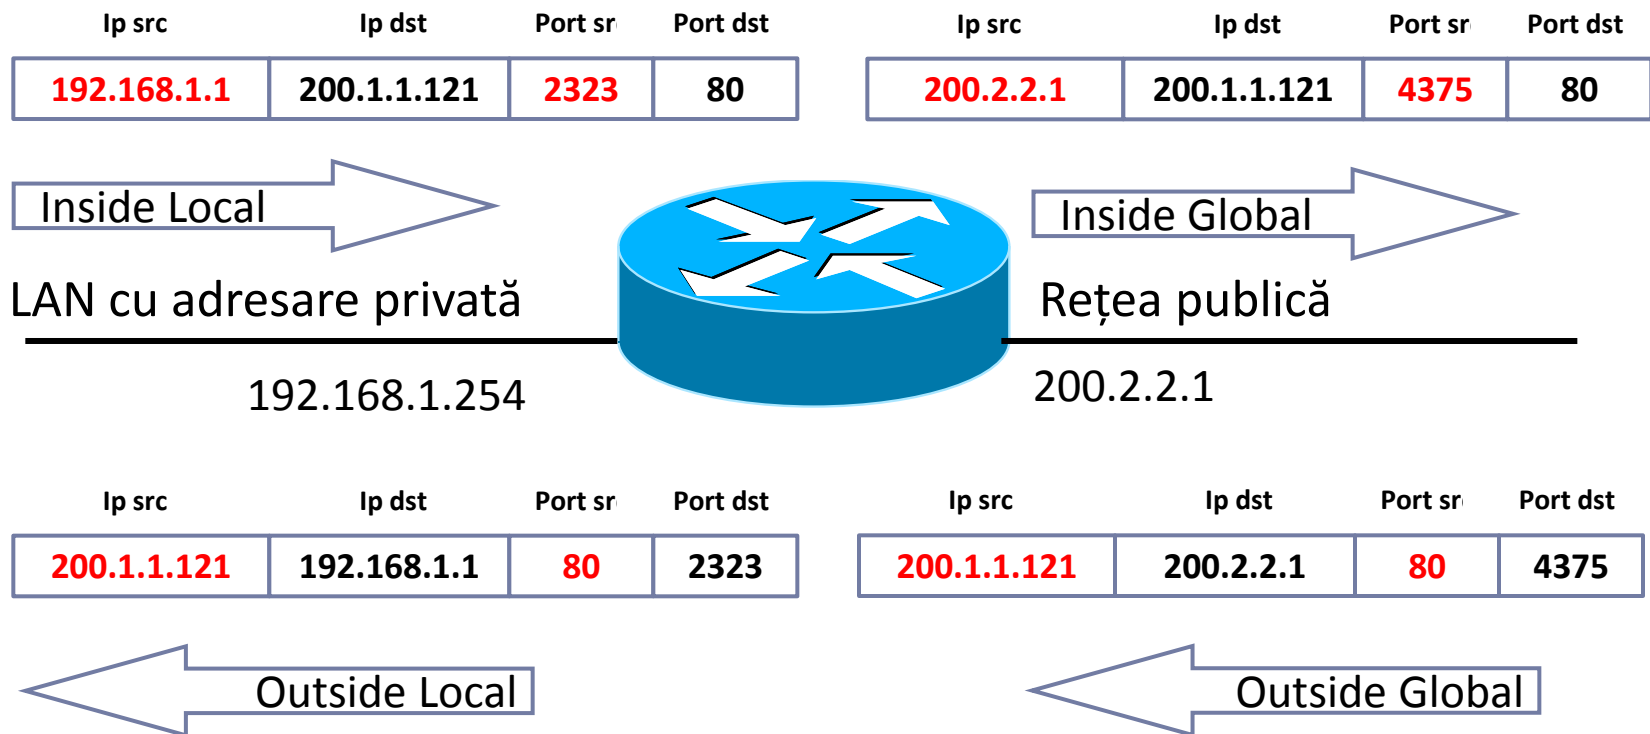 Ip src Ip dst Port sr Port dst Ip src Ip dst Port sr Port dst
192.168.1.1 200.1.1.121 2323 80 200.2.2.1 200.1.1.121 4375 80
Inside Local Inside Global
LAN cu adresare privată Rețea publică
192.168.1.254 200.2.2.1
Ip src Ip dst Port sr Port dst Ip src Ip dst Port sr Port dst
200.1.1.121 192.168.1.1 80 2323 200.1.1.121 200.2.2.1 80 4375
Outside Local Outside Global